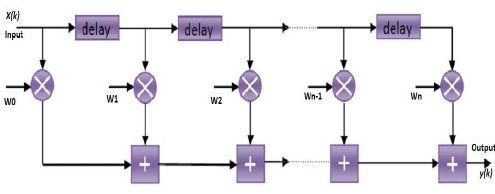 X(k)
Input
delay
delay
delay
W0
W1
W2
Wn-1
Wn
Output
y(k)